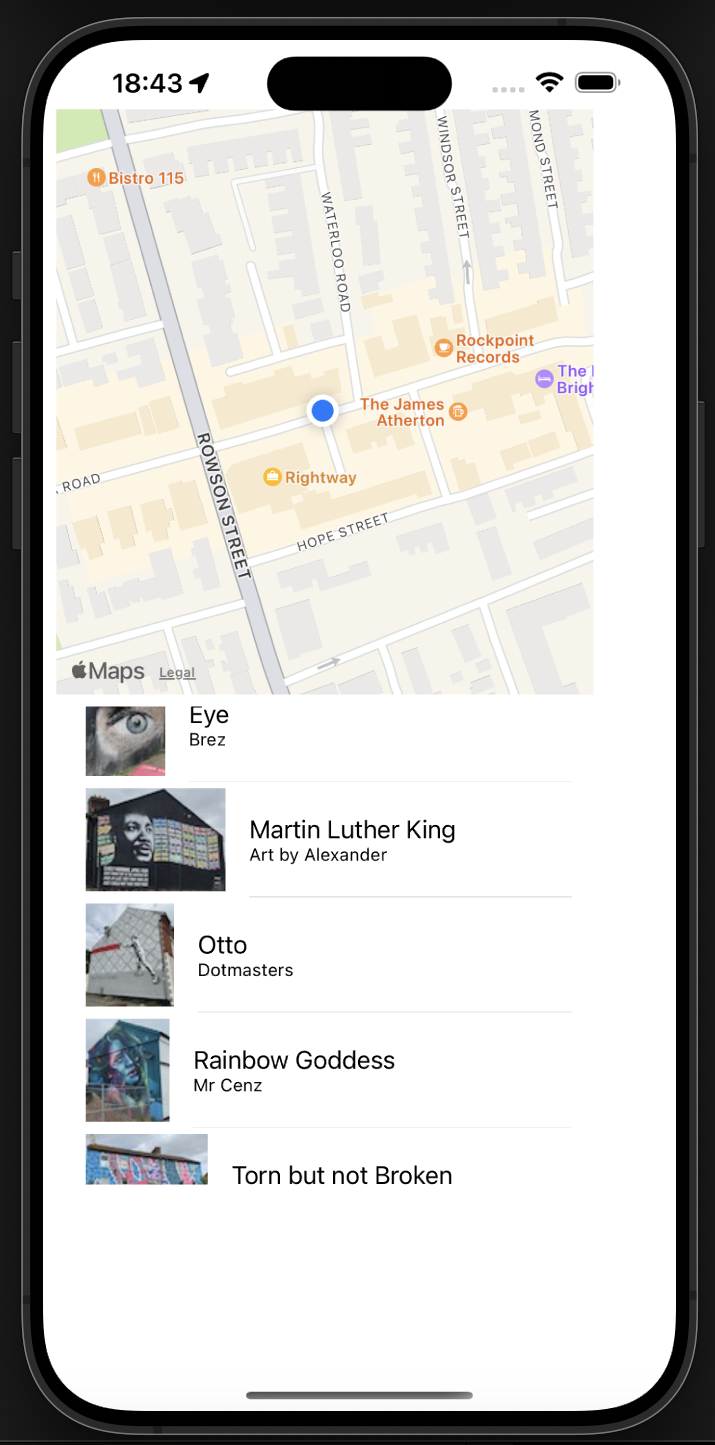 18:43
Bistro 115
WINDSOR STREET
MOND STREET
WATERLOO ROAD
Rockpoint
Records
The
Brigh
The James
Atherton
ROWSON STREET
Rightway
ROAD
HOPE STREET
Maps
Legal
Eye
Brez
Martin Luther King
Art by Alexander
Otto
Dotmasters
Rainbow Goddess
Mr Cenz
Torn but not Broken